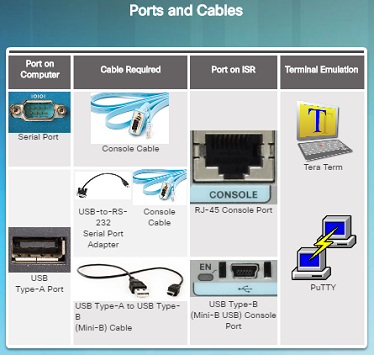 Ports and Cables
Port on
Computer
Cable Required
Port on ISR
Terminal Emulation
IOIOI
Serial Port
Console Cable
CONSOLE
RJ-45 Console Port
T
Tera Term
USB-to-RS-
232
Serial Port
Adapter
Console
Cable
USB
Type-A Port
USB Type-A to USB Type-
B
(Mini-B) Cable
EN
USB Type-B
(Mini-B USB) Console
Port
PuTTY